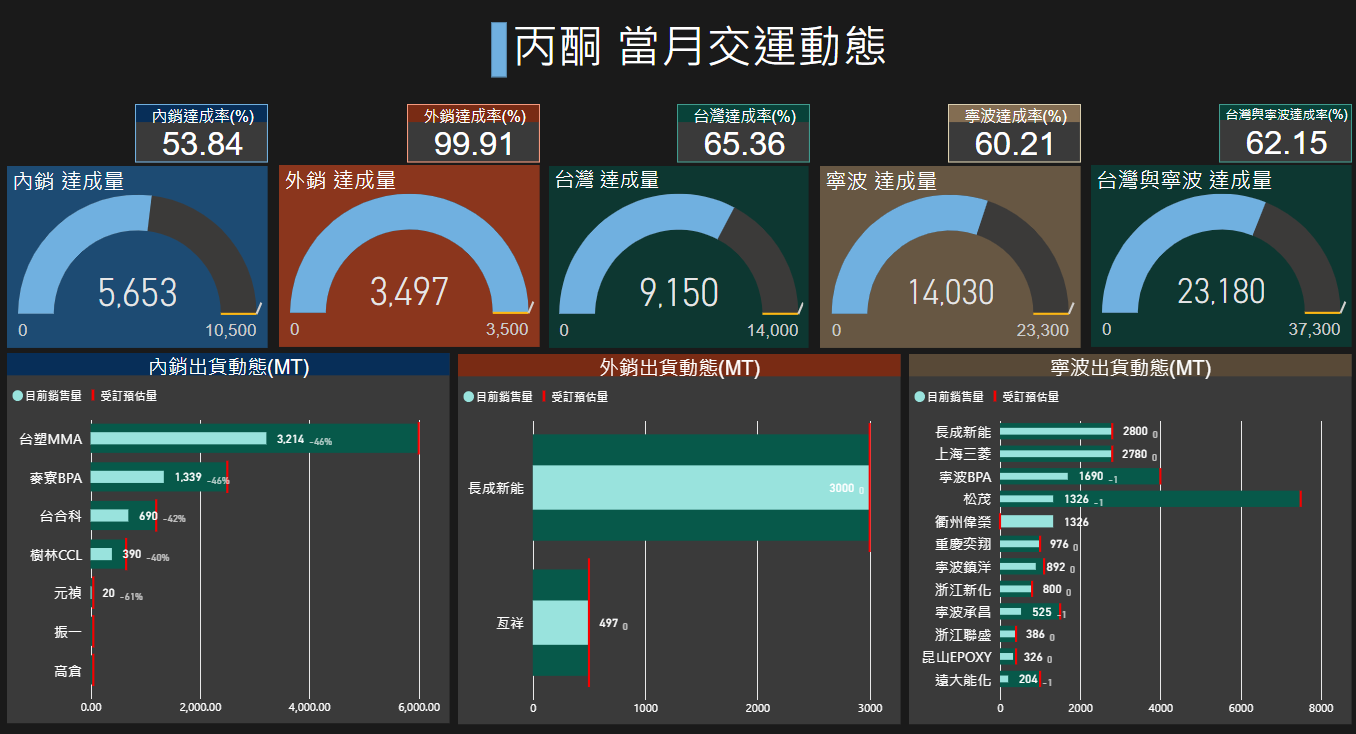 丙酮 當月交運動態
內銷達成率(%)
53.84
外銷達成率(%)
99.91
台灣達成率(%)
65.36
寧波達成率(%)
60.21
台灣與寧波達成率(%)
62.15
內銷 達成量
5,653
0
10,500
外銷 達成量
3,497
0
3,500
台灣 達成量
9,150
0
14,000
寧波 達成量
14,030
0
23,300
台灣與寧波 達成量
23,180
0
37,300
內銷出貨動態(MT)
目前銷售量 受訂預估量
台塑MMA 3,214 -46%
麥寮BPA 1,339 -46%
台合科 690 -42%
樹林CCL 390 -40%
元禎 20 -61%
振一
高倉
0.00 2,000.00 4,000.00 6,000.00
外銷出貨動態(MT)
目前銷售量 受訂預估量
長成新能 3000 0
亙祥 497 0
0 1000 2000 3000
寧波出貨動態(MT)
目前銷售量 受訂預估量
長成新能 2800 0
上海三菱 2780 0
寧波BPA 1690 -1
松茂 1326 -1
衢州偉榮 1326
重慶奕翔 976 0
寧波鎮洋 892 0
浙江新化 800 0
寧波承昌 525 -1
浙江聯盛 386 0
昆山EPOXY 326 0
遠大能化 204 -1
0 2000 4000 6000 8000